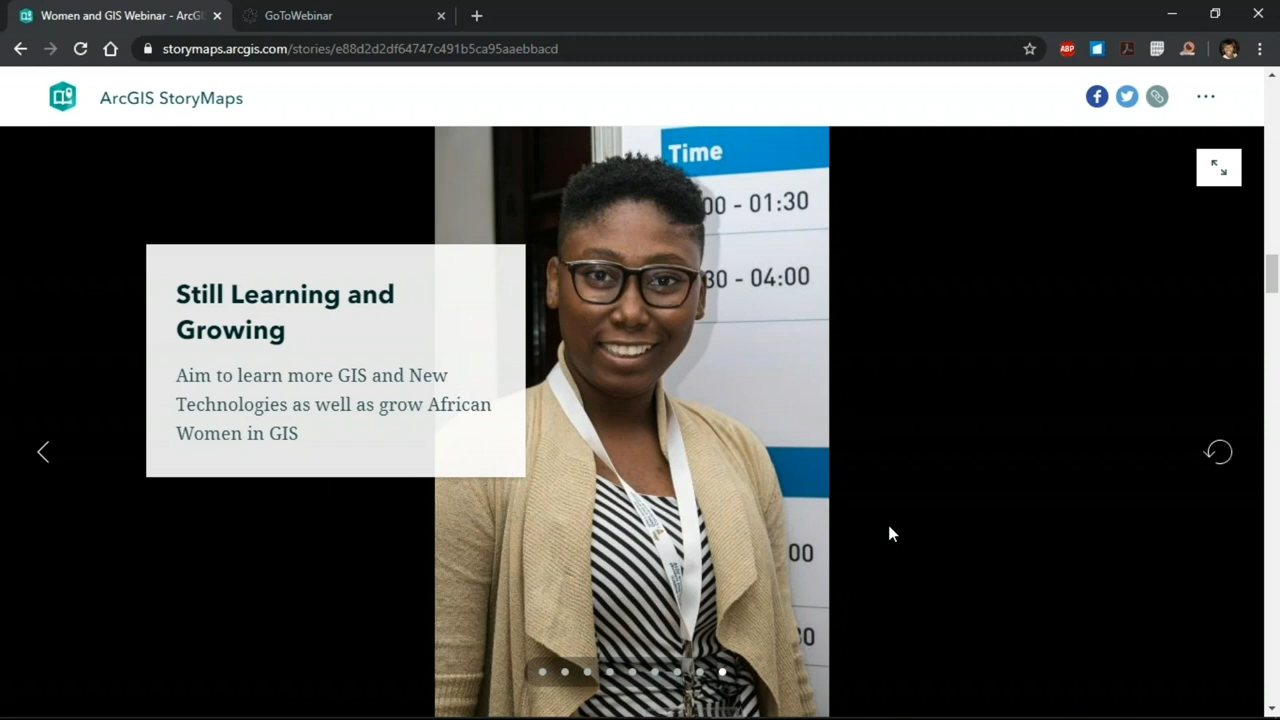 Women and GIS Webinar - ArcG
GoToWebinar
storymaps.arcgis.com/stories/e88d2d2df64747c491b5ca95aaebbacd
ABP
ArcGIS StoryMaps
Time
00 - 01:30
30 - 04:00
Still Learning and
Growing
Aim to learn more GIS and New
Technologies as well as grow African
Women in GIS
00